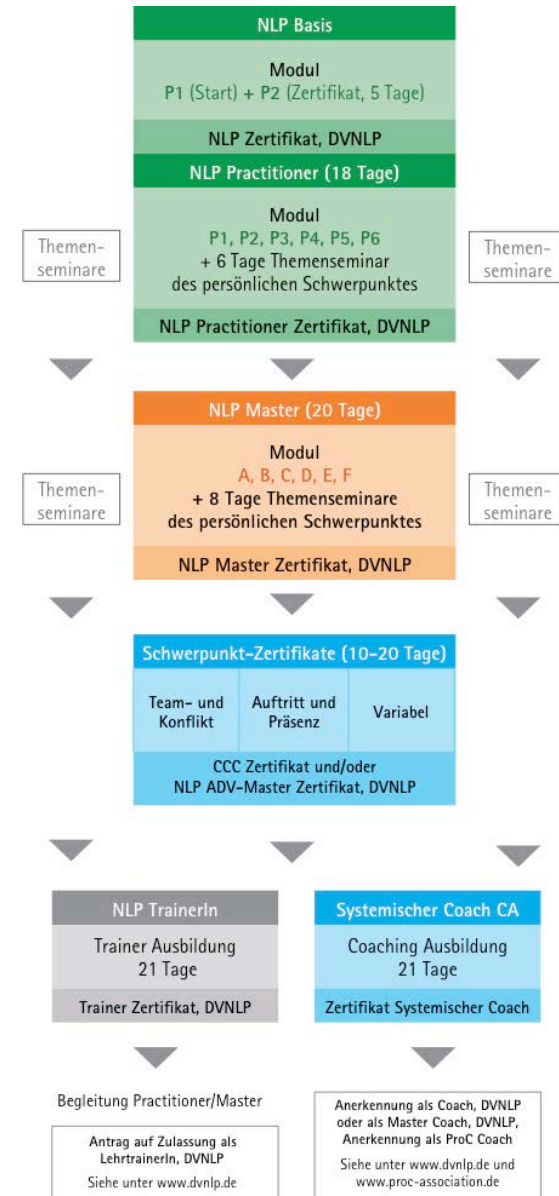 NLP Basis
Modul
P1 (Start) + P2 (Zertifikat, 5 Tage)
NLP Zertifikat, DVNLP
NLP Practitioner (18 Tage)
Themen-
seminare
Modul
P1, P2, P3, P4, P5, P6
+ 6 Tage Themenseminar
des persönlichen Schwerpunktes
Themen-
seminare
NLP Practitioner Zertifikat, DVNLP
NLP Master (20 Tage)
Themen-
seminare
Modul
A, B, C, D, E, F
+ 8 Tage Themenseminare
des persönlichen Schwerpunktes
Themen-
seminare
NLP Master Zertifikat, DVNLP
Schwerpunkt-Zertifikate (10-20 Tage)
Team- und
Konflikt
Auftritt und
Präsenz
Variabel
CCC Zertifikat und/oder
NLP ADV-Master Zertifikat, DVNLP
NLP TrainerIn
Trainer Ausbildung
21 Tage
Trainer Zertifikat, DVNLP
Systemischer Coach CA
Coaching Ausbildung
21 Tage
Zertifikat Systemischer Coach
Begleitung Practitioner/Master
Antrag auf Zulassung als
LehrtrainerIn, DVNLP
Siehe unter www.dvnlp.de
Anerkennung als Coach, DVNLP
oder als Master Coach, DVNLP,
Anerkennung als ProC Coach
Siehe unter www.dvnlp.de und
www.proc-association.de